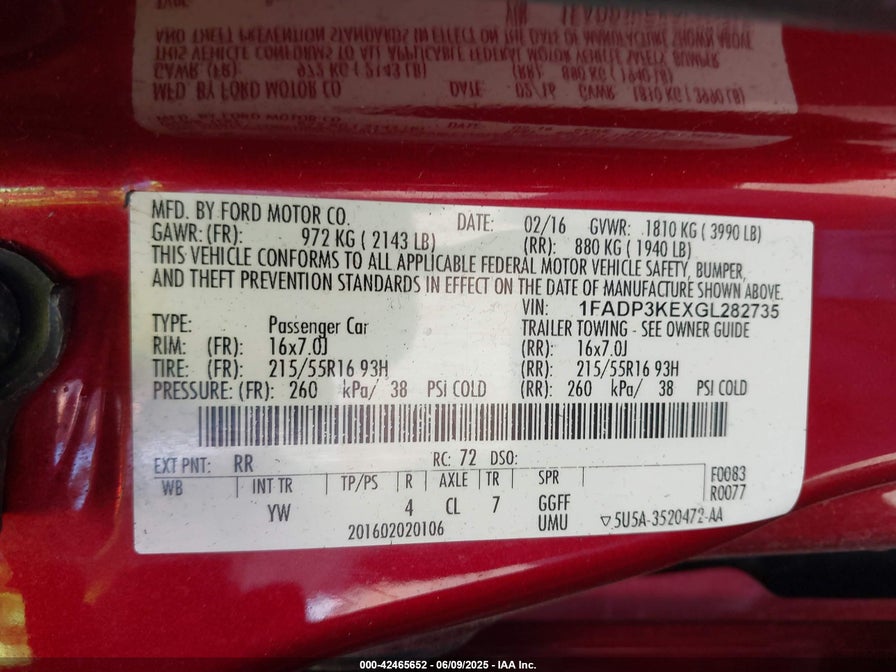 MFD. BY FORD MOTOR CO. DATE: 02/16 GVWR: 1810 KG ( 3990 LB)
GAWR: (FR): 972 KG ( 2143 LB) (RR): 880 KG ( 1940 LB)
THIS VEHICLE CONFORMS TO ALL APPLICABLE FEDERAL MOTOR VEHICLE SAFETY, BUMPER,
AND THEFT PREVENTION STANDARDS IN EFFECT ON THE DATE OF MANUFACTURE SHOWN ABOVE.
VIN: 1FADP3KEXGL282735
TYPE: Passenger Car TRAILER TOWING - SEE OWNER GUIDE
RIM: (FR): 16x7.0J (RR): 16x7.0J
TIRE: (FR): 215/55R16 93H (RR): 215/55R16 93H
PRESSURE: (FR): 260 kPa/ 38 PSI COLD (RR): 260 kPa/ 38 PSI COLD
EXT PNT: RR RC: 72 DSO:
WB INT TR TP/PS R AXLE TR SPR F0083
R0077
YW 4 CL 7 GGFF
UMU
201602020106 ▽5U5A-3520472-AA
000-42465652 - 06/09/2025 - IAA Inc.